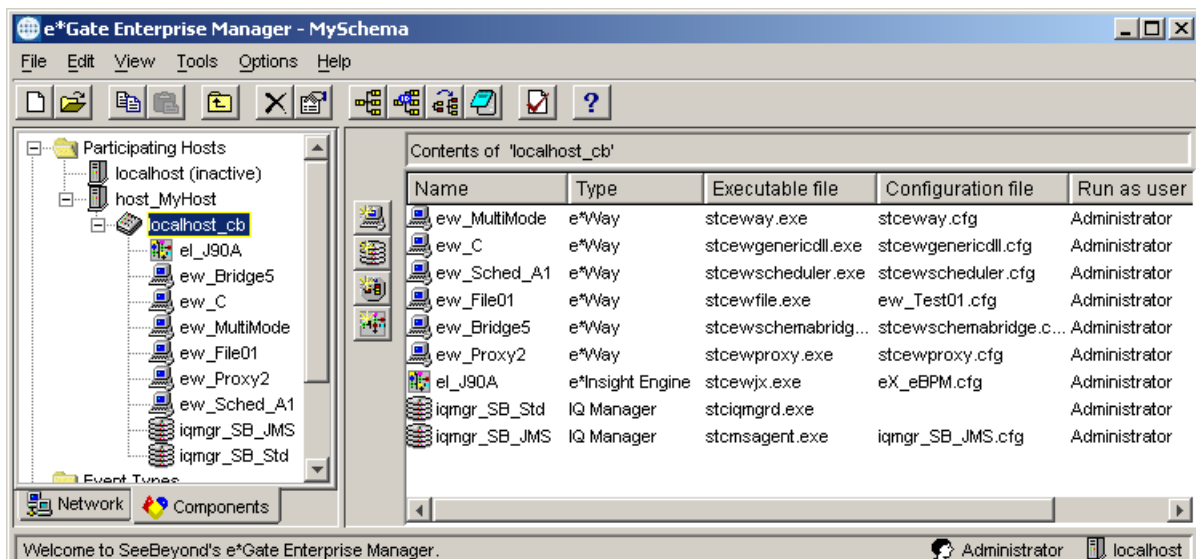 e*Gate Enterprise Manager - MySchema
File Edit View Tools Options Help
Participating Hosts
localhost (inactive)
host_MyHost
localhost_cb
el_J90A
ew_Bridge5
ew_C
ew_MultiMode
ew_File01
ew_Proxy2
ew_Sched_A1
iqmgr_SB_JMS
iqmgr_SB_Std
Event Types
Network Components
Contents of 'localhost_cb'
Name Type Executable file Configuration file Run as user
ew_MultiMode e*Way stceway.exe stceway.cfg Administrator
ew_C e*Way stcewgenericdll.exe stcewgenericdll.cfg Administrator
ew_Sched_A1 e*Way stcewscheduler.exe stcewscheduler.cfg Administrator
ew_File01 e*Way stcewfile.exe ew_Test01.cfg Administrator
ew_Bridge5 e*Way stcewschemabridg... stcewschemabridge.c... Administrator
ew_Proxy2 e*Way stcewproxy.exe stcewproxy.cfg Administrator
el_J90A e*Insight Engine stcewjx.exe eX_eBPM.cfg Administrator
iqmgr_SB_Std IQ Manager stciqmgrd.exe Administrator
iqmgr_SB_JMS IQ Manager stcmsagent.exe iqmgr_SB_JMS.cfg Administrator
Welcome to SeeBeyond's e*Gate Enterprise Manager. Administrator localhost